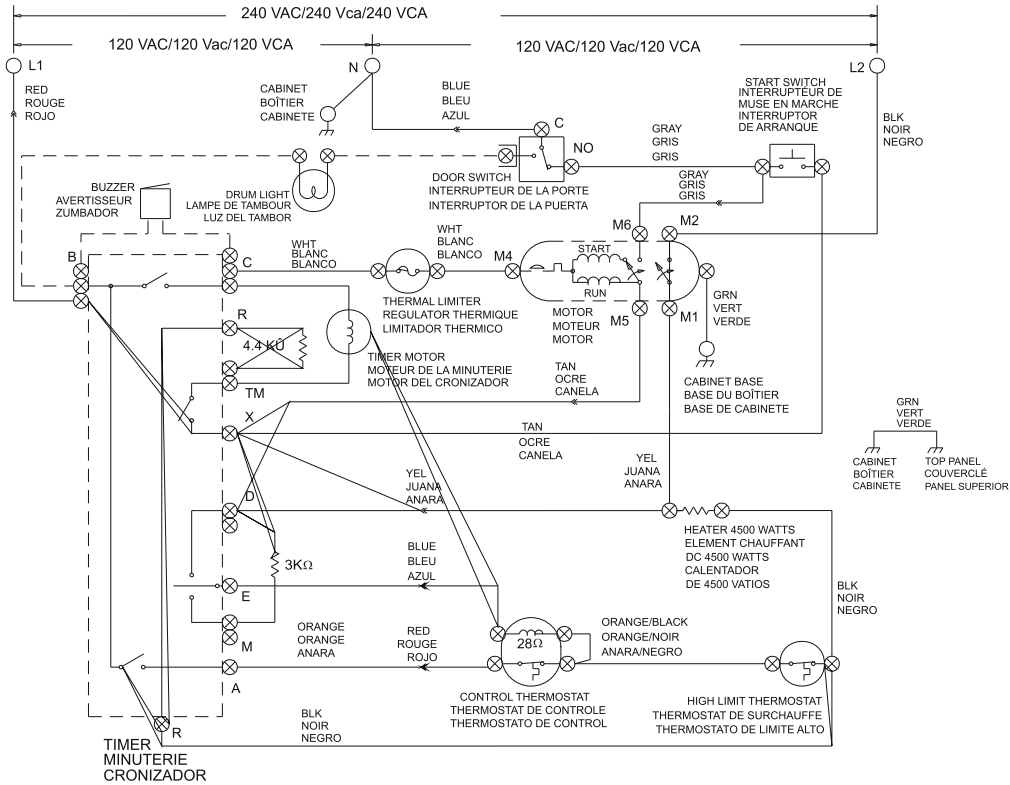 240 VAC/240 Vca/240 VCA
120 VAC/120 Vac/120 VCA
120 VAC/120 Vac/120 VCA
L1
N
L2
RED
ROUGE
ROJO
CABINET
BOÎTIER
CABINETE
BLUE
BLEU
AZUL
C
NO
GRAY
GRIS
GRIS
START SWITCH
INTERRUPTEUR DE
MUSE EN MARCHE
INTERRUPTOR
DE ARRANQUE
BLK
NOIR
NEGRO
GRAY
GRIS
GRIS
DOOR SWITCH
INTERRUPTEUR DE LA PORTE
INTERRUPTOR DE LA PUERTA
BUZZER
AVERTISSEUR
ZUMBADOR
DRUM LIGHT
LAMPE DE TAMBOUR
LUZ DEL TAMBOR
M6
M2
B
C
WHT
BLANC
BLANCO
WHT
BLANC
BLANCO
M4
START
RUN
THERMAL LIMITER
REGULATOR THERMIQUE
LIMITADOR THERMICO
MOTOR
MOTEUR
MOTOR
M5
M1
GRN
VERT
VERDE
R
4.4 KÛ
TIMER MOTOR
MOTEUR DE LA MINUTERIE
MOTOR DEL CRONIZADOR
TM
TAN
OCRE
CANELA
CABINET BASE
BASE DU BOÎTIER
BASE DE CABINETE
GRN
VERT
VERDE
X
TAN
OCRE
CANELA
CABINET
BOÎTIER
CABINETE
TOP PANEL
COUVERCLÉ
PANEL SUPERIOR
YEL
JUANA
ANARA
YEL
JUANA
ANARA
D
HEATER 4500 WATTS
ELEMENT CHAUFFANT
DC 4500 WATTS
CALENTADOR
DE 4500 VATIOS
3KΩ
BLUE
BLEU
AZUL
E
BLK
NOIR
NEGRO
M
ORANGE
ORANGE
ANARA
RED
ROUGE
ROJO
28Ω
ORANGE/BLACK
ORANGE/NOIR
ANARA/NEGRO
A
CONTROL THERMOSTAT
THERMOSTAT DE CONTROLE
THERMOSTATO DE CONTROL
HIGH LIMIT THERMOSTAT
THERMOSTAT DE SURCHAUFFE
THERMOSTATO DE LIMITE ALTO
R
BLK
NOIR
NEGRO
TIMER
MINUTERIE
CRONIZADOR